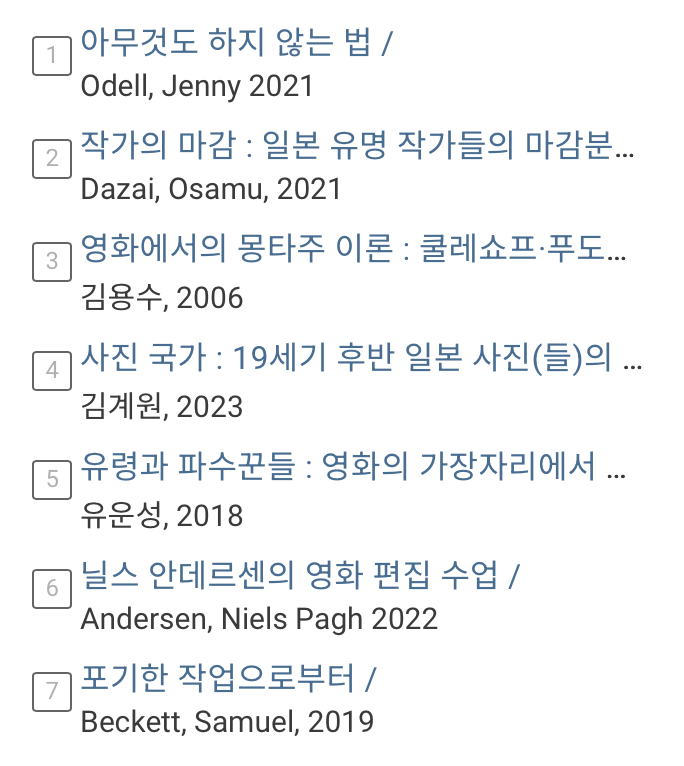 1 아무것도 하지 않는 법 /
Odell, Jenny 2021
2 작가의 마감 : 일본 유명 작가들의 마감분...
Dazai, Osamu, 2021
3 영화에서의 몽타주 이론 : 쿨레쇼프·푸도...
김용수, 2006
4 사진 국가 : 19세기 후반 일본 사진(들)의 ...
김계원, 2023
5 유령과 파수꾼들 : 영화의 가장자리에서 ...
유운성, 2018
6 닐스 안데르센의 영화 편집 수업 /
Andersen, Niels Pagh 2022
7 포기한 작업으로부터 /
Beckett, Samuel, 2019